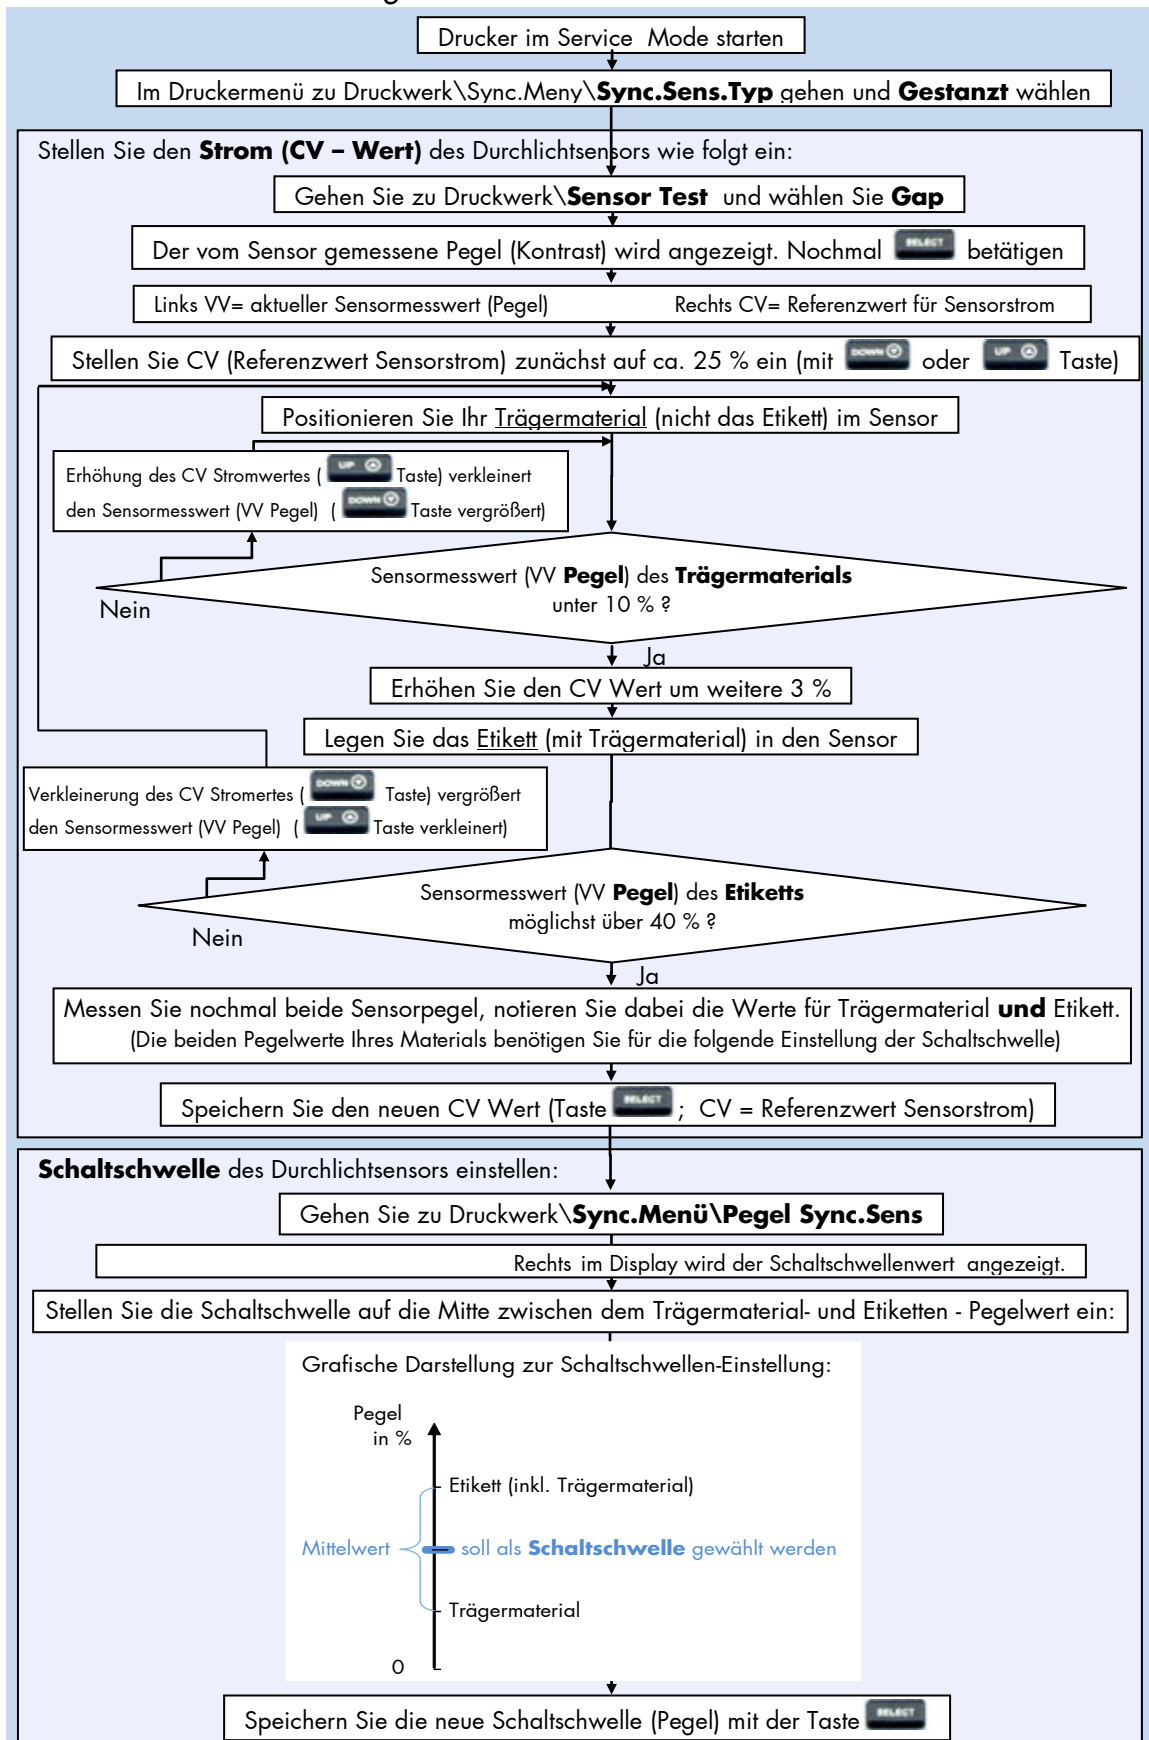 Drucker im Service Mode starten
Im Druckermenü zu Druckwerk\Sync.Meny\Sync.Sens.Typ gehen und Gestanzt wählen
Stellen Sie den Strom (CV – Wert) des Durchlichtsensors wie folgt ein:
Gehen Sie zu Druckwerk\Sensor Test und wählen Sie Gap
Der vom Sensor gemessene Pegel (Kontrast) wird angezeigt. Nochmal SELECT betätigen
Links VV= aktueller Sensormesswert (Pegel) Rechts CV= Referenzwert für Sensorstrom
Stellen Sie CV (Referenzwert Sensorstrom) zunächst auf ca. 25 % ein (mit DOWN oder UP Taste)
Positionieren Sie Ihr Trägermaterial (nicht das Etikett) im Sensor
Erhöhung des CV Stromwertes ( UP Taste) verkleinert
den Sensormesswert (VV Pegel) ( DOWN Taste vergrößert)
Sensormesswert (VV Pegel) des Trägermaterials
unter 10 % ?
Nein
Ja
Erhöhen Sie den CV Wert um weitere 3 %
Legen Sie das Etikett (mit Trägermaterial) in den Sensor
Verkleinerung des CV Stromertes ( DOWN Taste) vergrößert
den Sensormesswert (VV Pegel) ( UP Taste verkleinert)
Sensormesswert (VV Pegel) des Etiketts
möglichst über 40 % ?
Nein
Ja
Messen Sie nochmal beide Sensorpegel, notieren Sie dabei die Werte für Trägermaterial und Etikett.
(Die beiden Pegelwerte Ihres Materials benötigen Sie für die folgende Einstellung der Schaltschwelle)
Speichern Sie den neuen CV Wert (Taste SELECT ; CV = Referenzwert Sensorstrom)
Schaltschwelle des Durchlichtsensors einstellen:
Gehen Sie zu Druckwerk\Sync.Menü\Pegel Sync.Sens
Rechts im Display wird der Schaltschwellenwert angezeigt.
Stellen Sie die Schaltschwelle auf die Mitte zwischen dem Trägermaterial- und Etiketten - Pegelwert ein:
Grafische Darstellung zur Schaltschwellen-Einstellung:
Pegel
in %
Etikett (inkl. Trägermaterial)
Mittelwert soll als Schaltschwelle gewählt werden
Trägermaterial
0
Speichern Sie die neue Schaltschwelle (Pegel) mit der Taste SELECT